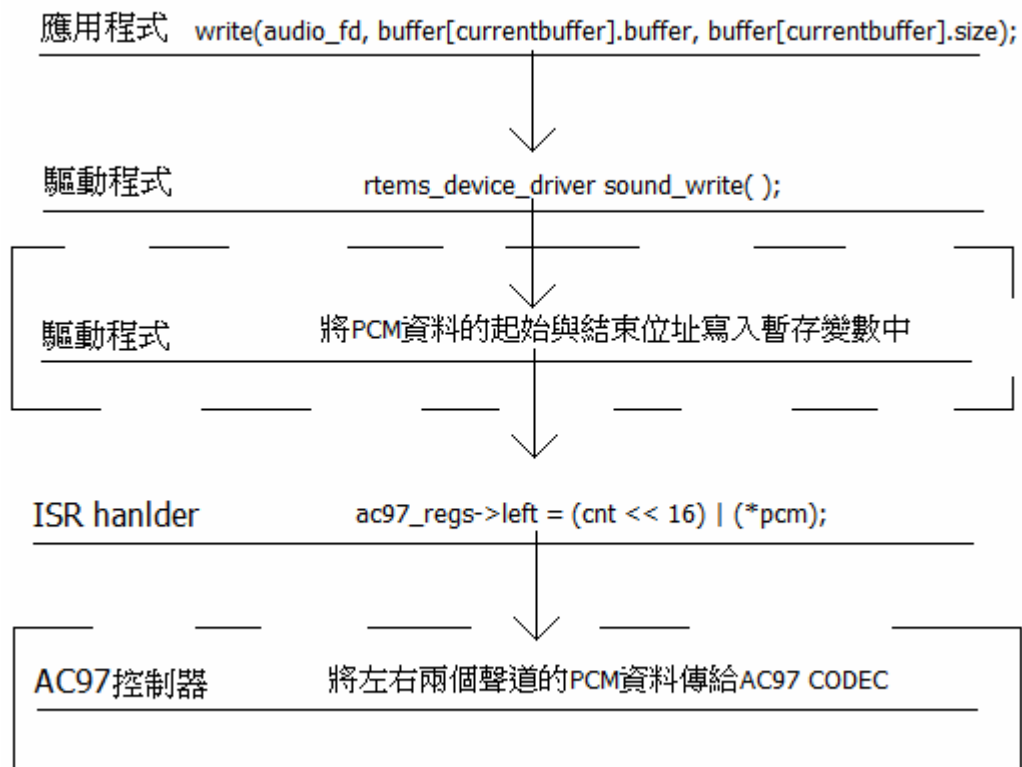 應用程式 write(audio_fd, buffer[currentbuffer].buffer, buffer[currentbuffer].size);
驅動程式 rtems_device_driver sound_write( );
驅動程式 將PCM資料的起始與結束位址寫入暫存變數中
ISR hanlder ac97_regs->left = (cnt << 16) | (*pcm);
AC97控制器 將左右兩個聲道的PCM資料傳給AC97 CODEC